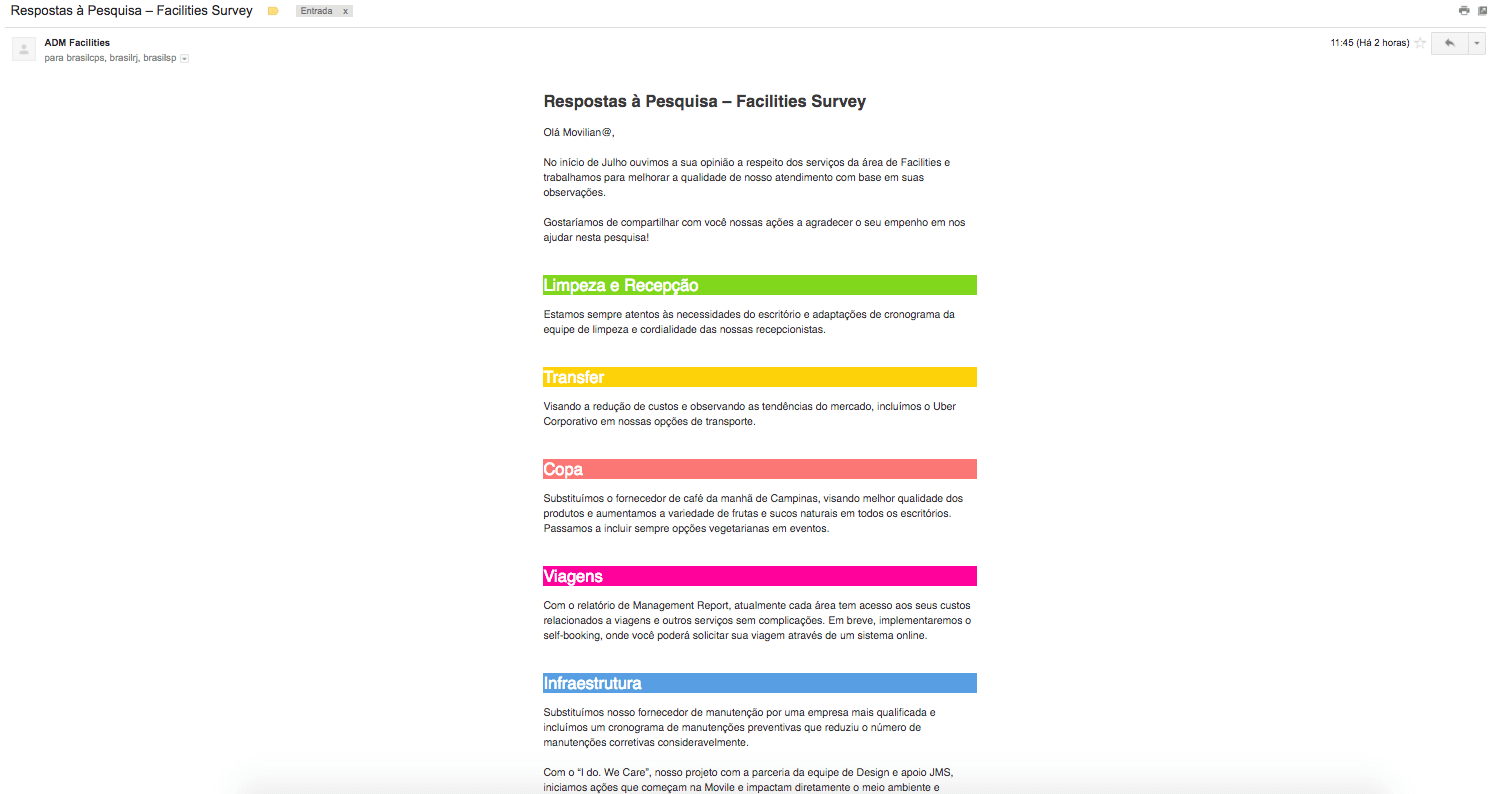 Respostas à Pesquisa – Facilities Survey
Entrada x
ADM Facilities
11:45 (Há 2 horas)
para brasilcps, brasilrj, brasilsp
Respostas à Pesquisa – Facilities Survey
Olá Movilian@,
No início de Julho ouvimos a sua opinião a respeito dos serviços da área de Facilities e
trabalhamos para melhorar a qualidade de nosso atendimento com base em suas
observações.
Gostaríamos de compartilhar com você nossas ações a agradecer o seu empenho em nos
ajudar nesta pesquisa!
Limpeza e Recepção
Estamos sempre atentos às necessidades do escritório e adaptações de cronograma da
equipe de limpeza e cordialidade das nossas recepcionistas.
Transfer
Visando a redução de custos e observando as tendências do mercado, incluímos o Uber
Corporativo em nossas opções de transporte.
Copa
Substituímos o fornecedor de café da manhã de Campinas, visando melhor qualidade dos
produtos e aumentamos a variedade de frutas e sucos naturais em todos os escritórios.
Passamos a incluir sempre opções vegetarianas em eventos.
Viagens
Com o relatório de Management Report, atualmente cada área tem acesso aos seus custos
relacionados a viagens e outros serviços sem complicações. Em breve, implementaremos o
self-booking, onde você poderá solicitar sua viagem através de um sistema online.
Infraestrutura
Substituímos nosso fornecedor de manutenção por uma empresa mais qualificada e
incluímos um cronograma de manutenções preventivas que reduziu o número de
manutenções corretivas consideravelmente.
Com o “I do. We Care”, nosso projeto com a parceria da equipe de Design e apoio JMS,
iniciamos ações que começam na Movile e impactam diretamente o meio ambiente e